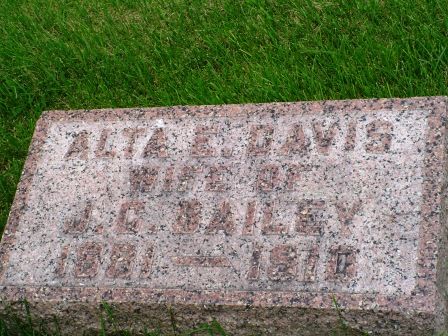 ALTA E. DAVIS
WIFE OF
J. C. BAILEY
1881 — 1910